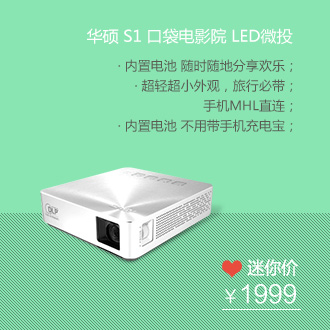 华硕 S1 口袋电影院 LED微投
· 内置电池 随时随地分享欢乐；
· 超轻超小外观，旅行必带；
手机MHL直连；
· 内置电池 不用带手机充电宝；
DLP
迷你价
￥1999